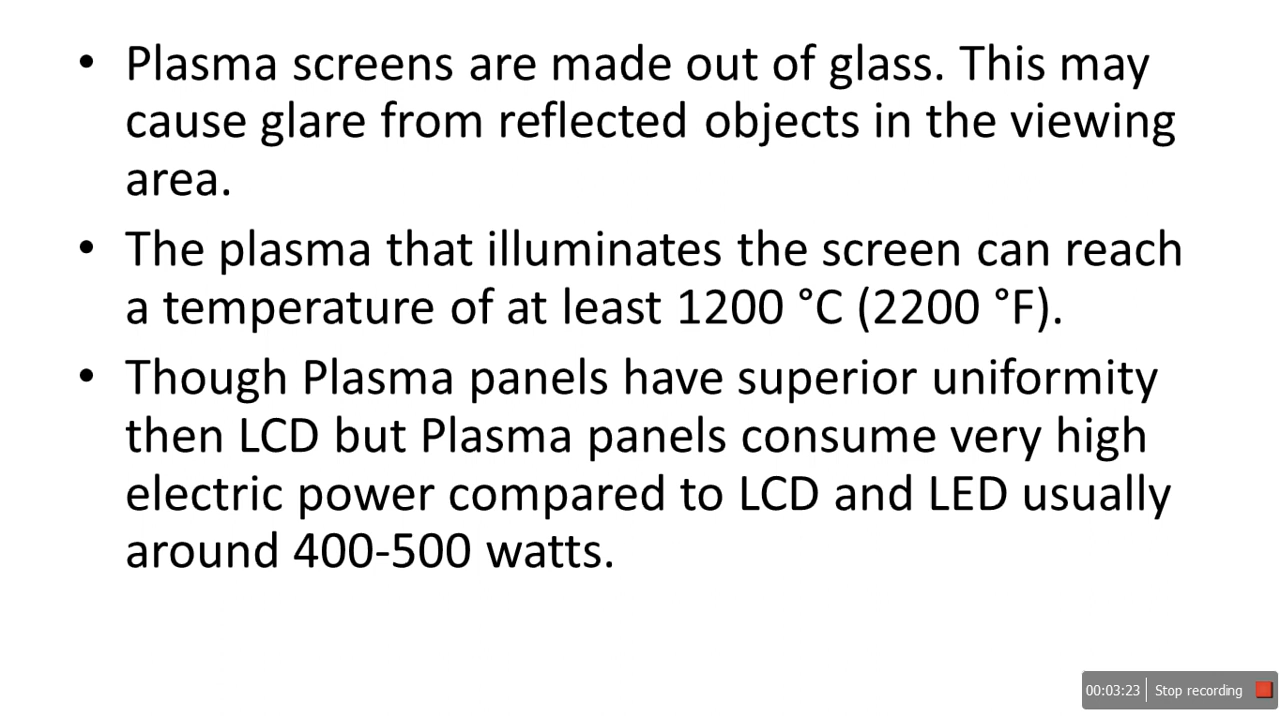 • Plasma screens are made out of glass. This may
cause glare from reflected objects in the viewing
area.
• The plasma that illuminates the screen can reach
a temperature of at least 1200 °C (2200 °F).
• Though Plasma panels have superior uniformity
then LCD but Plasma panels consume very high
electric power compared to LCD and LED usually
around 400-500 watts.
00:03:23 Stop recording